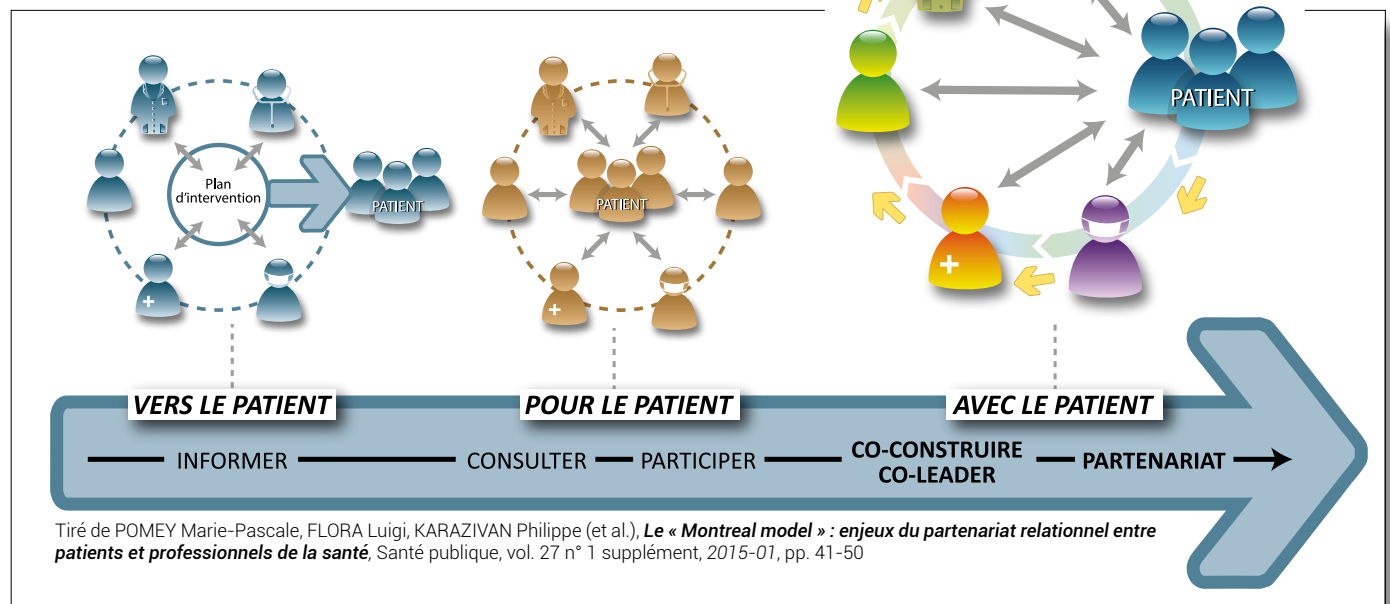 Plan
d'intervention
PATIENT
PATIENT
PATIENT
VERS LE PATIENT
POUR LE PATIENT
AVEC LE PATIENT
INFORMER
CONSULTER
PARTICIPER
CO-CONSTRUIRE
CO-LEADER
PARTENARIAT
Tiré de POMEY Marie-Pascale, FLORA Luigi, KARAZIVAN Philippe (et al.), Le « Montreal model » : enjeux du partenariat relationnel entre
patients et professionnels de la santé, Santé publique, vol. 27 n° 1 supplément, 2015-01, pp. 41-50